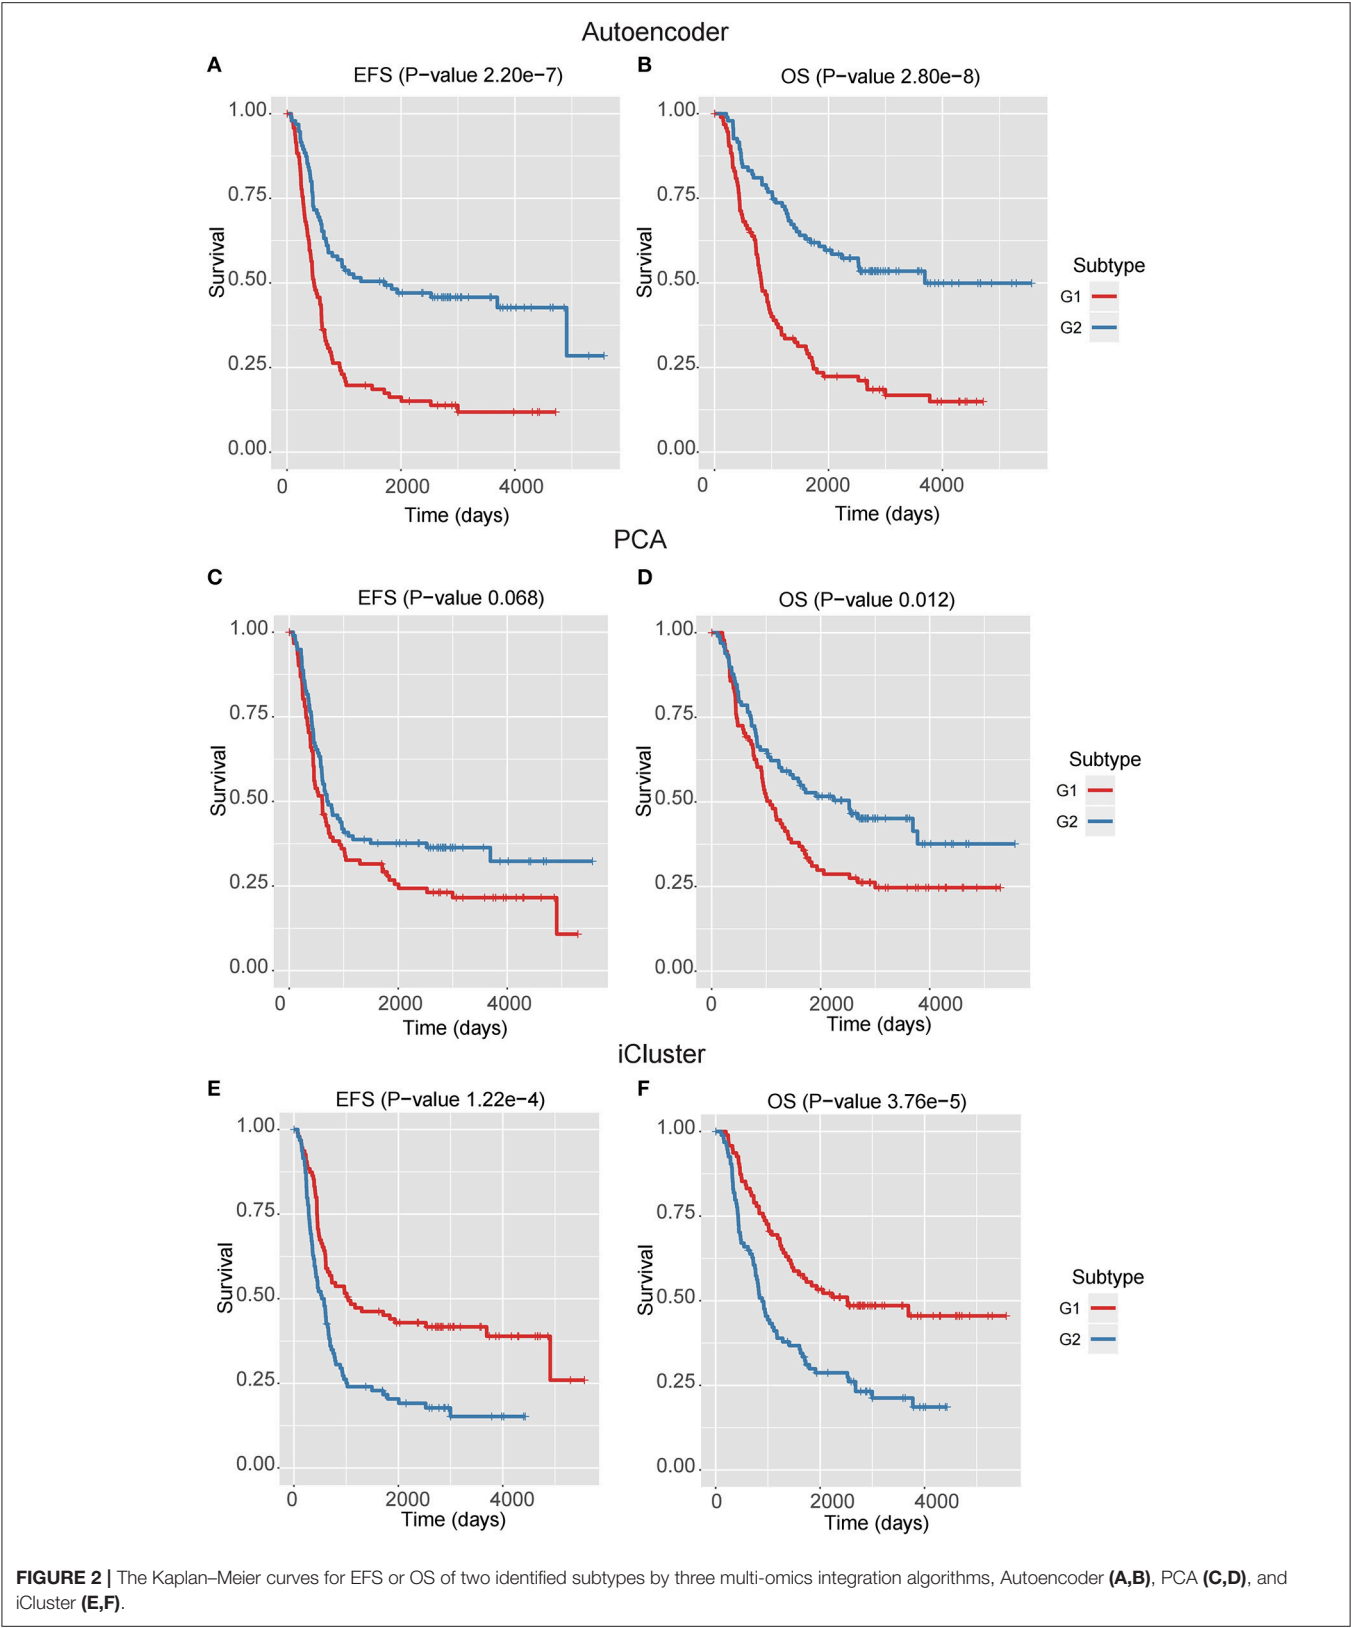 Autoencoder
A
EFS (P-value 2.20e-7)
1.00
0.75
0.50
0.25
0.00
Survival
0 2000 4000
Time (days)
B
OS (P-value 2.80e-8)
1.00
0.75
0.50
0.25
0.00
Survival
0 2000 4000
Time (days)
Subtype
G1
G2
PCA
C
EFS (P-value 0.068)
1.00
0.75
0.50
0.25
0.00
Survival
0 2000 4000
Time (days)
D
OS (P-value 0.012)
1.00
0.75
0.50
0.25
0.00
Survival
0 2000 4000
Time (days)
Subtype
G1
G2
iCluster
E
EFS (P-value 1.22e-4)
1.00
0.75
0.50
0.25
0.00
Survival
0 2000 4000
Time (days)
F
OS (P-value 3.76e-5)
1.00
0.75
0.50
0.25
0.00
Survival
0 2000 4000
Time (days)
Subtype
G1
G2
FIGURE 2 | The Kaplan–Meier curves for EFS or OS of two identified subtypes by three multi-omics integration algorithms, Autoencoder (A,B), PCA (C,D), and
iCluster (E,F).